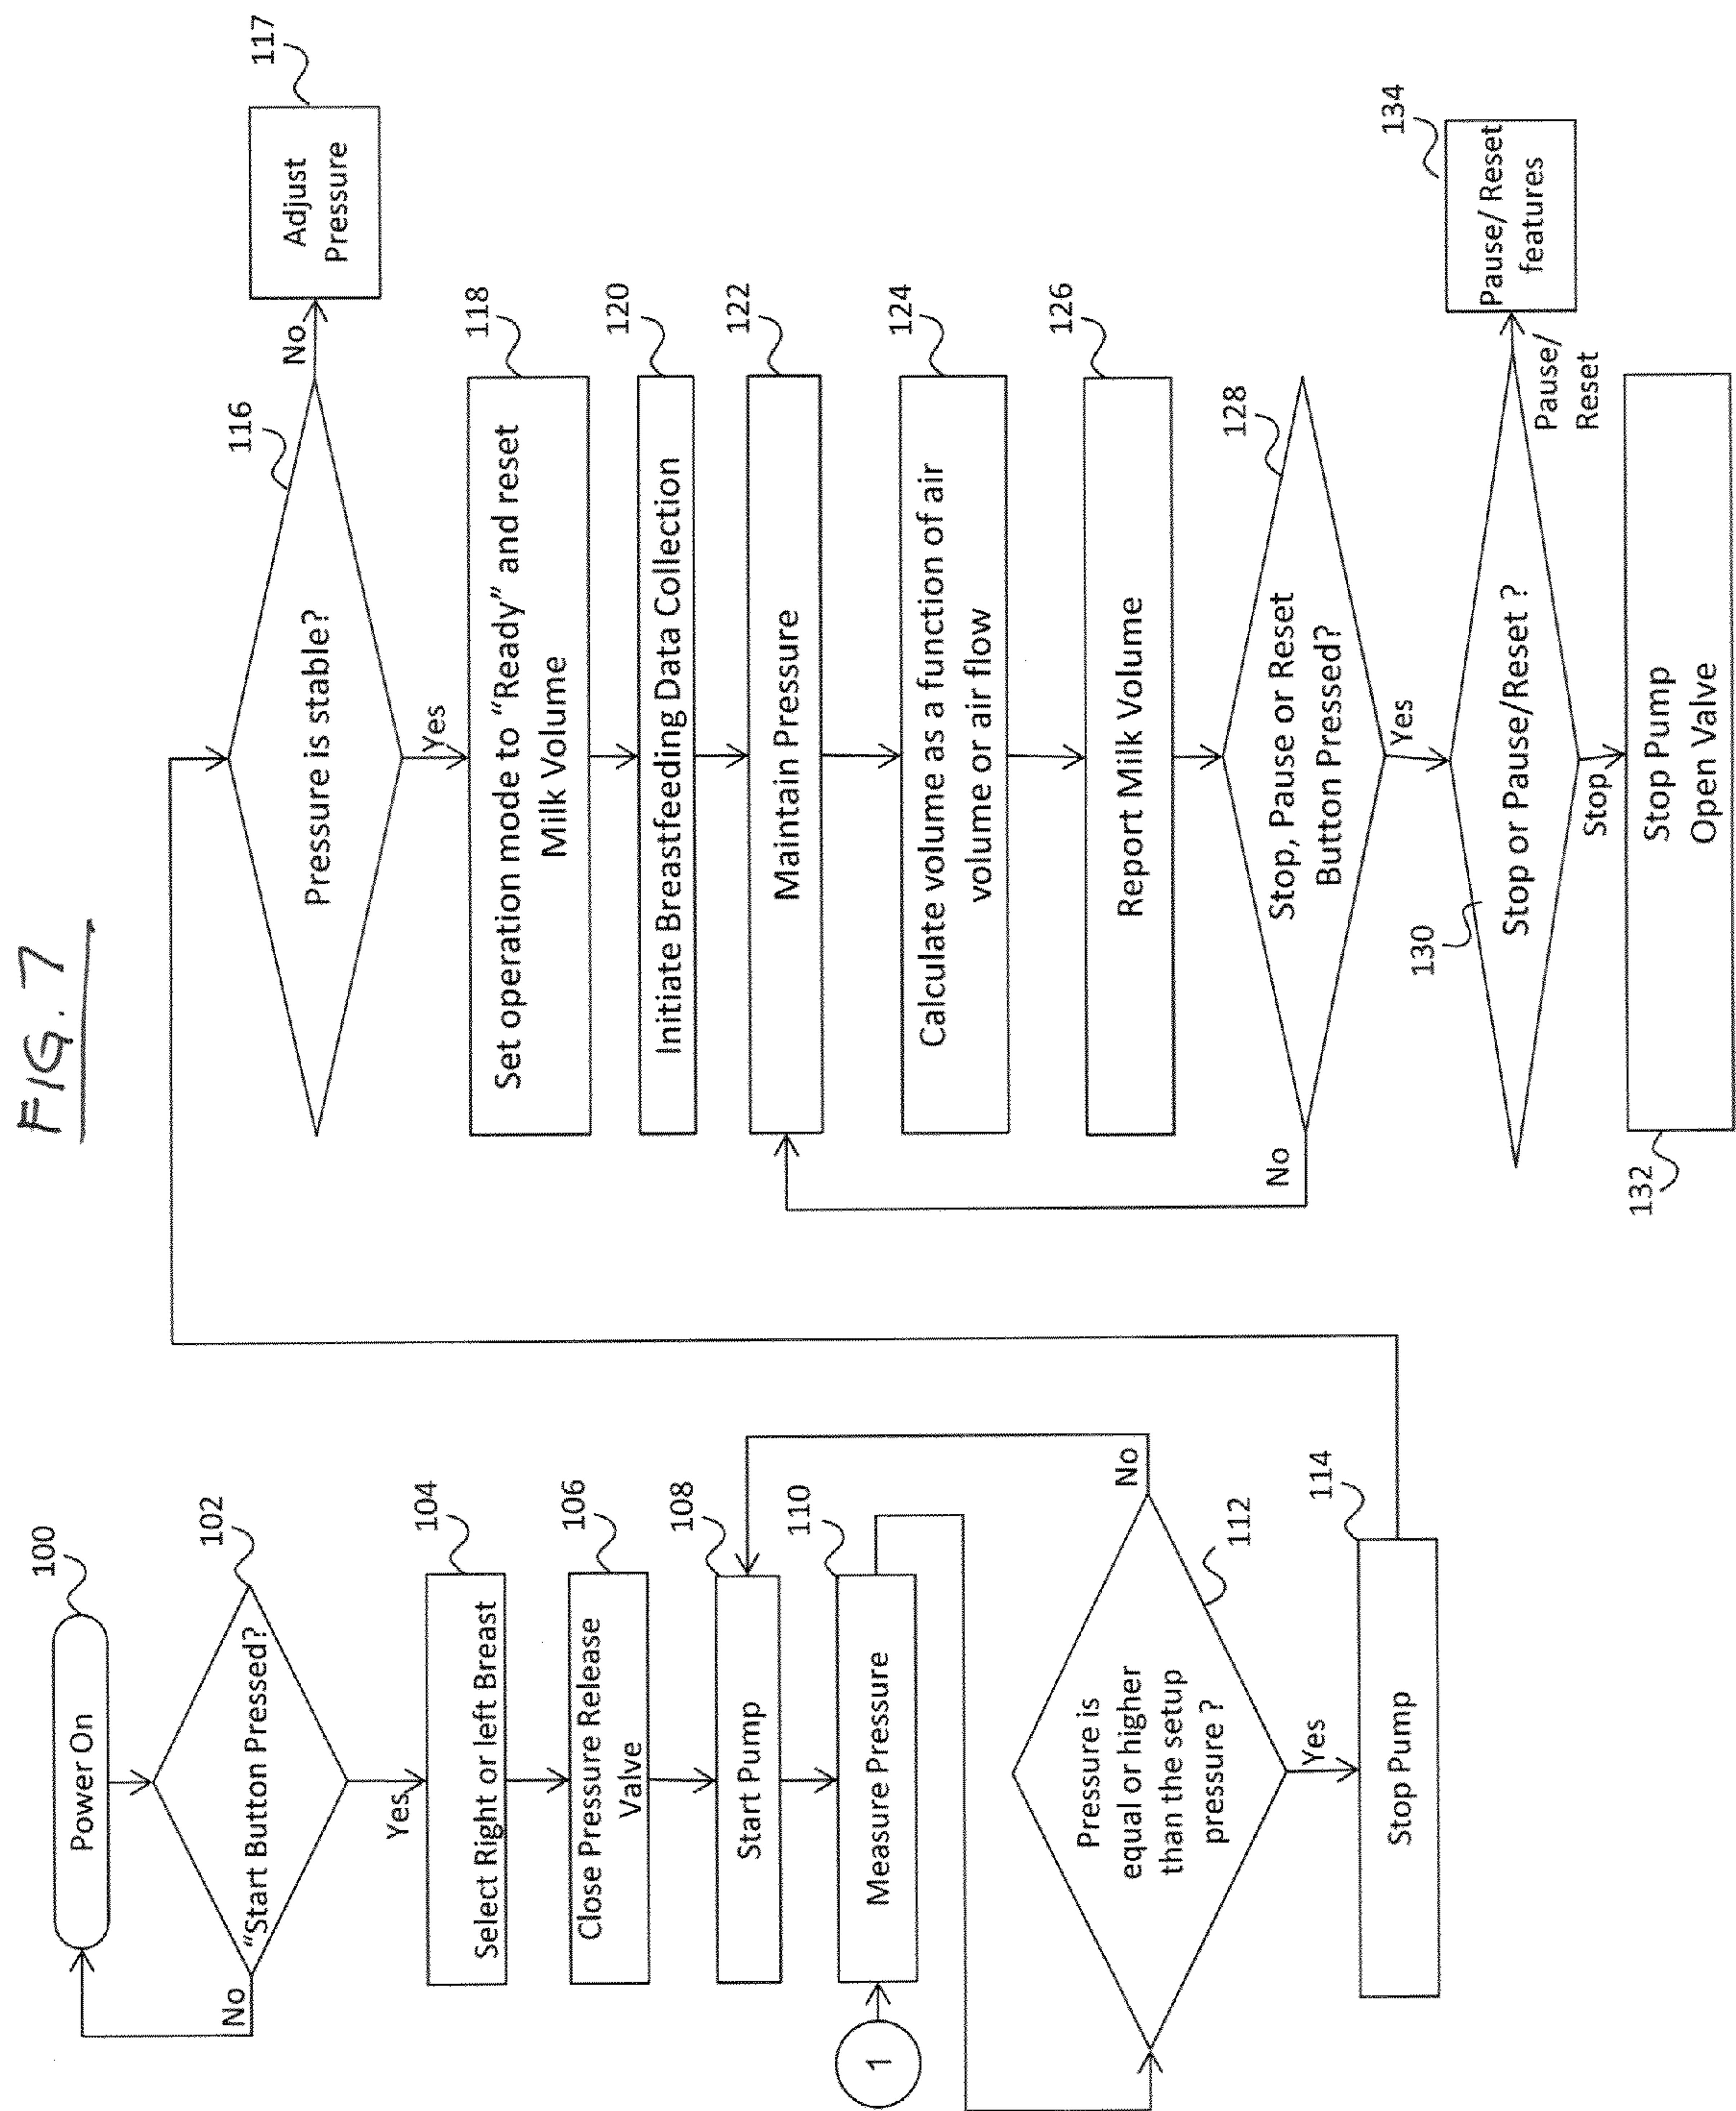 FIG. 7
100
Power On
102
"Start Button Pressed?
No
Yes
104
Select Right or left Breast
106
Close Pressure Release
Valve
108
Start Pump
110
Measure Pressure
1
112
Pressure is
equal or higher
than the setup
pressure ?
No
Yes
114
Stop Pump
116
Pressure is stable?
No
117
Adjust
Pressure
Yes
118
Set operation mode to "Ready" and reset
Milk Volume
120
Initiate Breastfeeding Data Collection
122
Maintain Pressure
124
Calculate volume as a function of air
volume or air flow
126
Report Milk Volume
128
Stop, Pause or Reset
Button Pressed?
No
Yes
130
Stop or Pause/Reset ?
Pause/
Reset
134
Pause/ Reset
features
Stop
132
Stop Pump
Open Valve